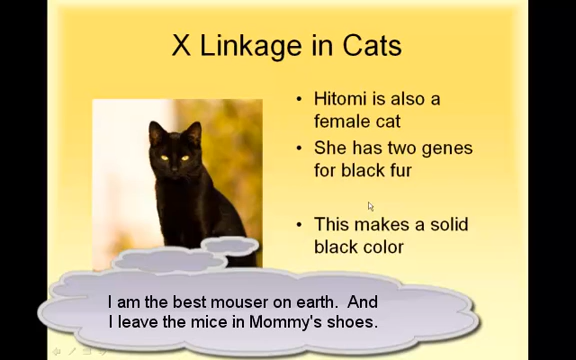 X Linkage in Cats
• Hitomi is also a
female cat
• She has two genes
for black fur
• This makes a solid
black color
I am the best mouser on earth.  And
I leave the mice in Mommy's shoes.